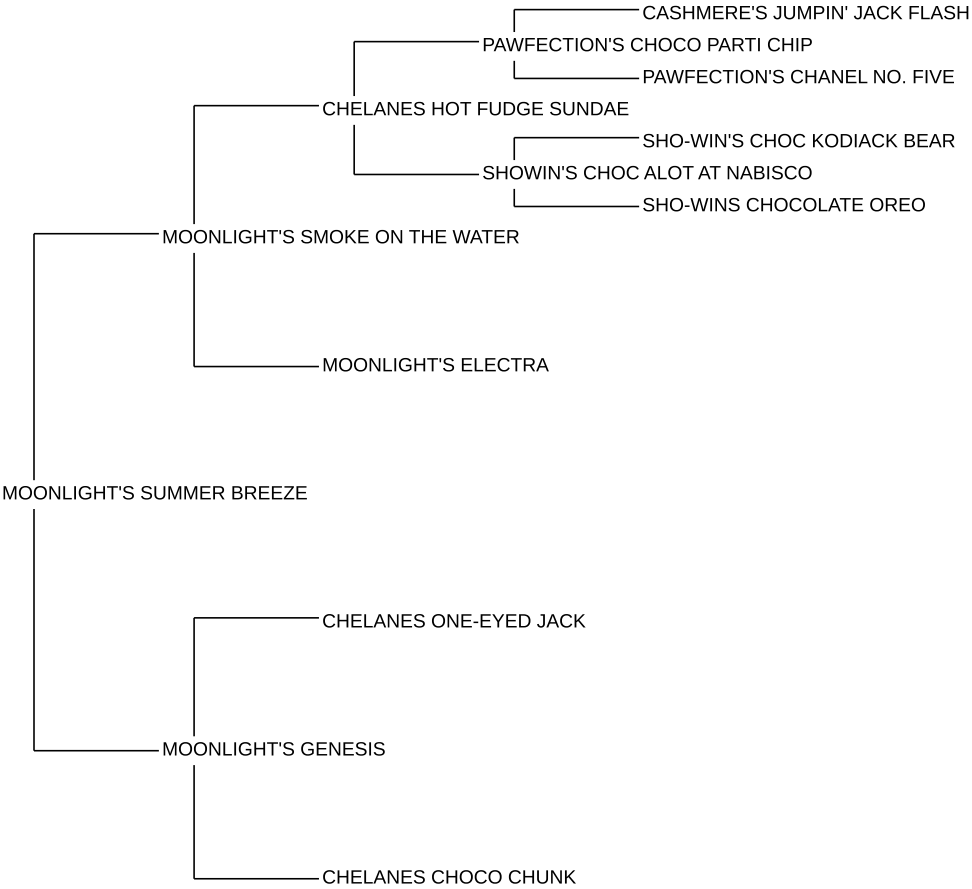 CASHMERE'S JUMPIN' JACK FLASH
PAWFECTION'S CHOCO PARTI CHIP
PAWFECTION'S CHANEL NO. FIVE
CHELANES HOT FUDGE SUNDAE
SHO-WIN'S CHOC KODIACK BEAR
SHOWIN'S CHOC ALOT AT NABISCO
SHO-WINS CHOCOLATE OREO
MOONLIGHT'S SMOKE ON THE WATER
MOONLIGHT'S ELECTRA
MOONLIGHT'S SUMMER BREEZE
CHELANES ONE-EYED JACK
MOONLIGHT'S GENESIS
CHELANES CHOCO CHUNK